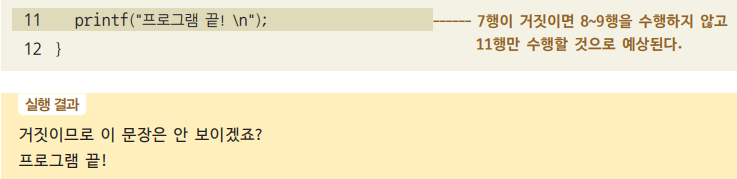 11 printf("프로그램 끝! \n"); ------ 7행이 거짓이면 8~9행을 수행하지 않고
11행만 수행할 것으로 예상된다.
12 }
실행 결과
거짓이므로 이 문장은 안 보이겠죠?
프로그램 끝!